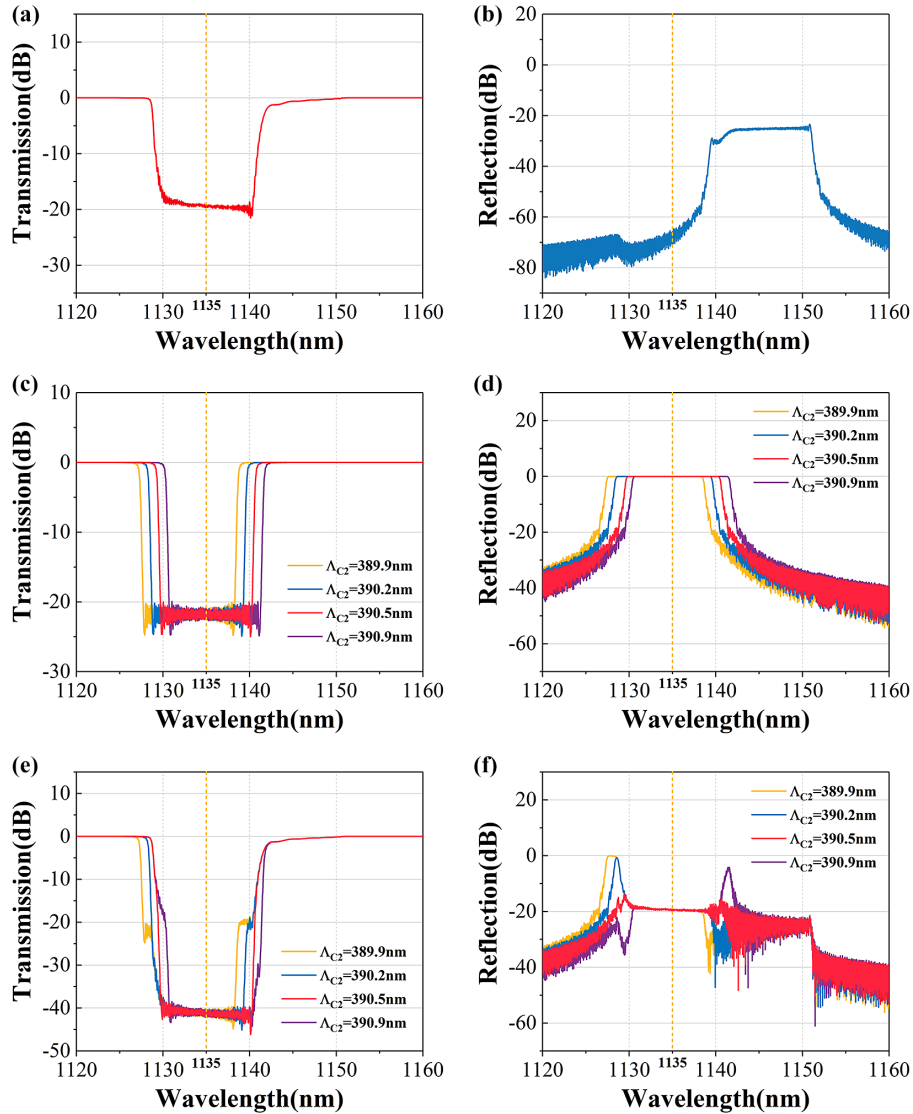 (a)
Transmission(dB)
10
0
-10
-20
-30
1120
1130
1135
1140
1150
1160
Wavelength(nm)
(b)
Reflection(dB)
20
0
-20
-40
-60
-80
1120
1130
1135
1140
1150
1160
Wavelength(nm)
(c)
Transmission(dB)
10
0
-10
-20
-30
ΛC2=389.9nm
ΛC2=390.2nm
ΛC2=390.5nm
ΛC2=390.9nm
1120
1130
1135
1140
1150
1160
Wavelength(nm)
(d)
Reflection(dB)
20
0
-20
-40
-60
ΛC2=389.9nm
ΛC2=390.2nm
ΛC2=390.5nm
ΛC2=390.9nm
1120
1130
1135
1140
1150
1160
Wavelength(nm)
(e)
Transmission(dB)
10
0
-10
-20
-30
-40
-50
ΛC2=389.9nm
ΛC2=390.2nm
ΛC2=390.5nm
ΛC2=390.9nm
1120
1130
1135
1140
1150
1160
Wavelength(nm)
(f)
Reflection(dB)
20
0
-20
-40
-60
ΛC2=389.9nm
ΛC2=390.2nm
ΛC2=390.5nm
ΛC2=390.9nm
1120
1130
1135
1140
1150
1160
Wavelength(nm)